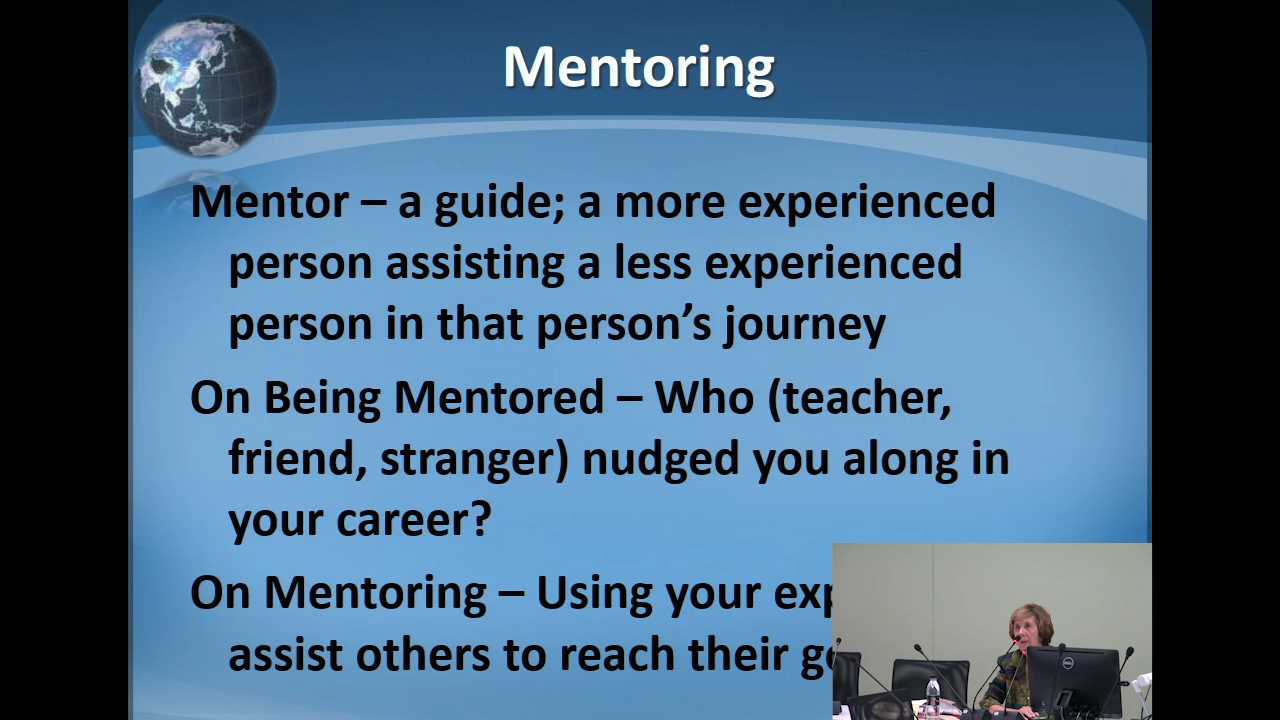 Mentoring
Mentor – a guide; a more experienced
person assisting a less experienced
person in that person’s journey
On Being Mentored – Who (teacher,
friend, stranger) nudged you along in
your career?
On Mentoring – Using your
assist others to reach their
DELL